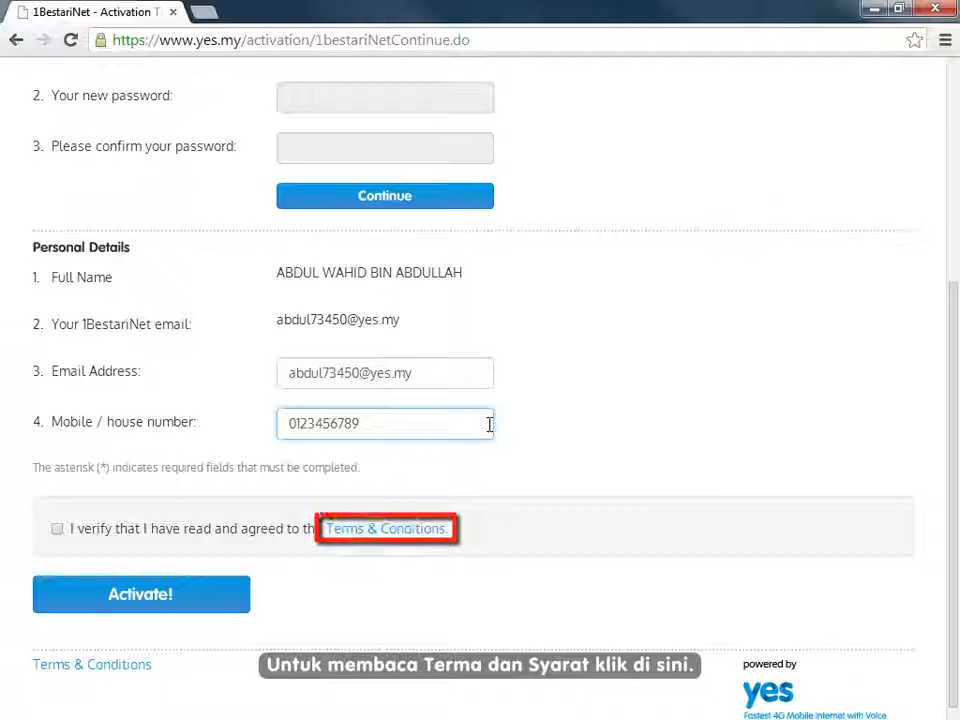 1BestariNet - Activation T
https://www.yes.my/activation/1bestariNetContinue.do
2. Your new password:
3. Please confirm your password:
Continue
Personal Details
1. Full Name
ABDUL WAHID BIN ABDULLAH
2. Your 1BestariNet email:
abdul73450@yes.my
3. Email Address:
abdul73450@yes.my
4. Mobile / house number:
0123456789
The asterisk (*) indicates required fields that must be completed.
I verify that I have read and agreed to th Terms & Conditions.
Activate!
Terms & Conditions
Untuk membaca Terma dan Syarat klik di sini.
powered by
yes
Fastest 4G Mobile Internet with Voice